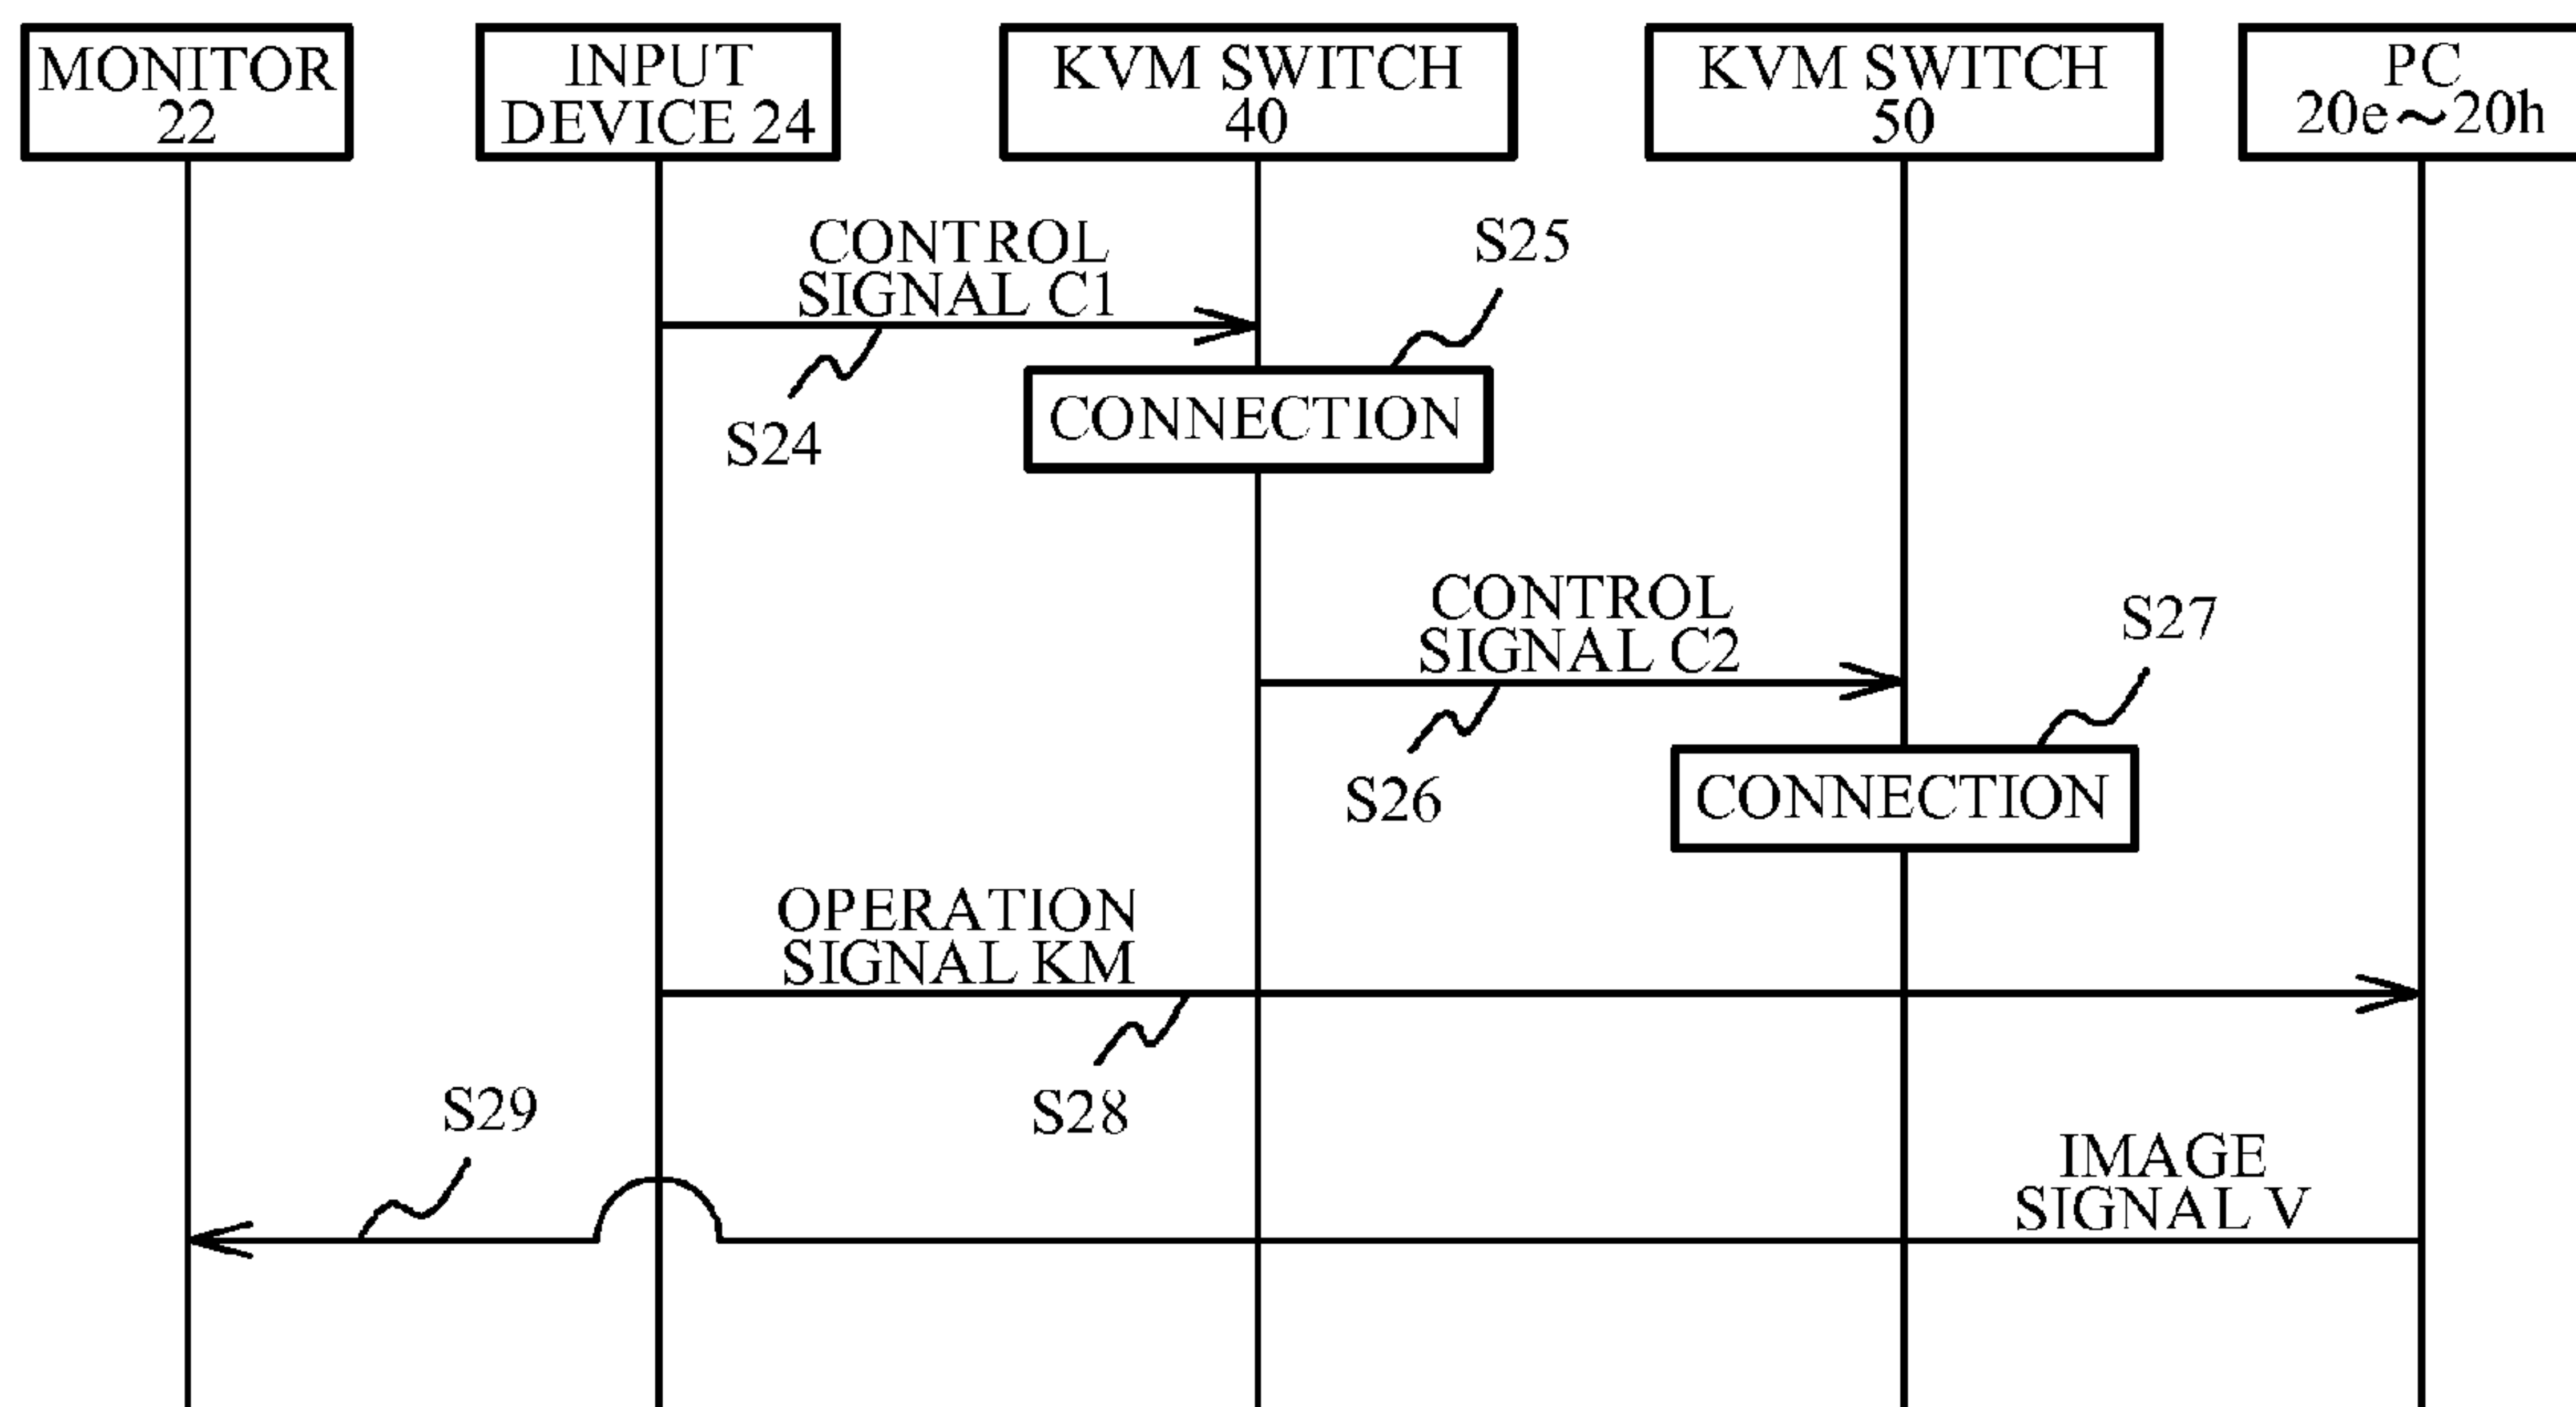 MONITOR
22
INPUT
DEVICE 24
KVM SWITCH
40
KVM SWITCH
50
PC
20e~20h
CONTROL
SIGNAL C1
S25
S24
CONNECTION
CONTROL
SIGNAL C2
S27
S26
CONNECTION
OPERATION
SIGNAL KM
S28
S29
IMAGE
SIGNAL V